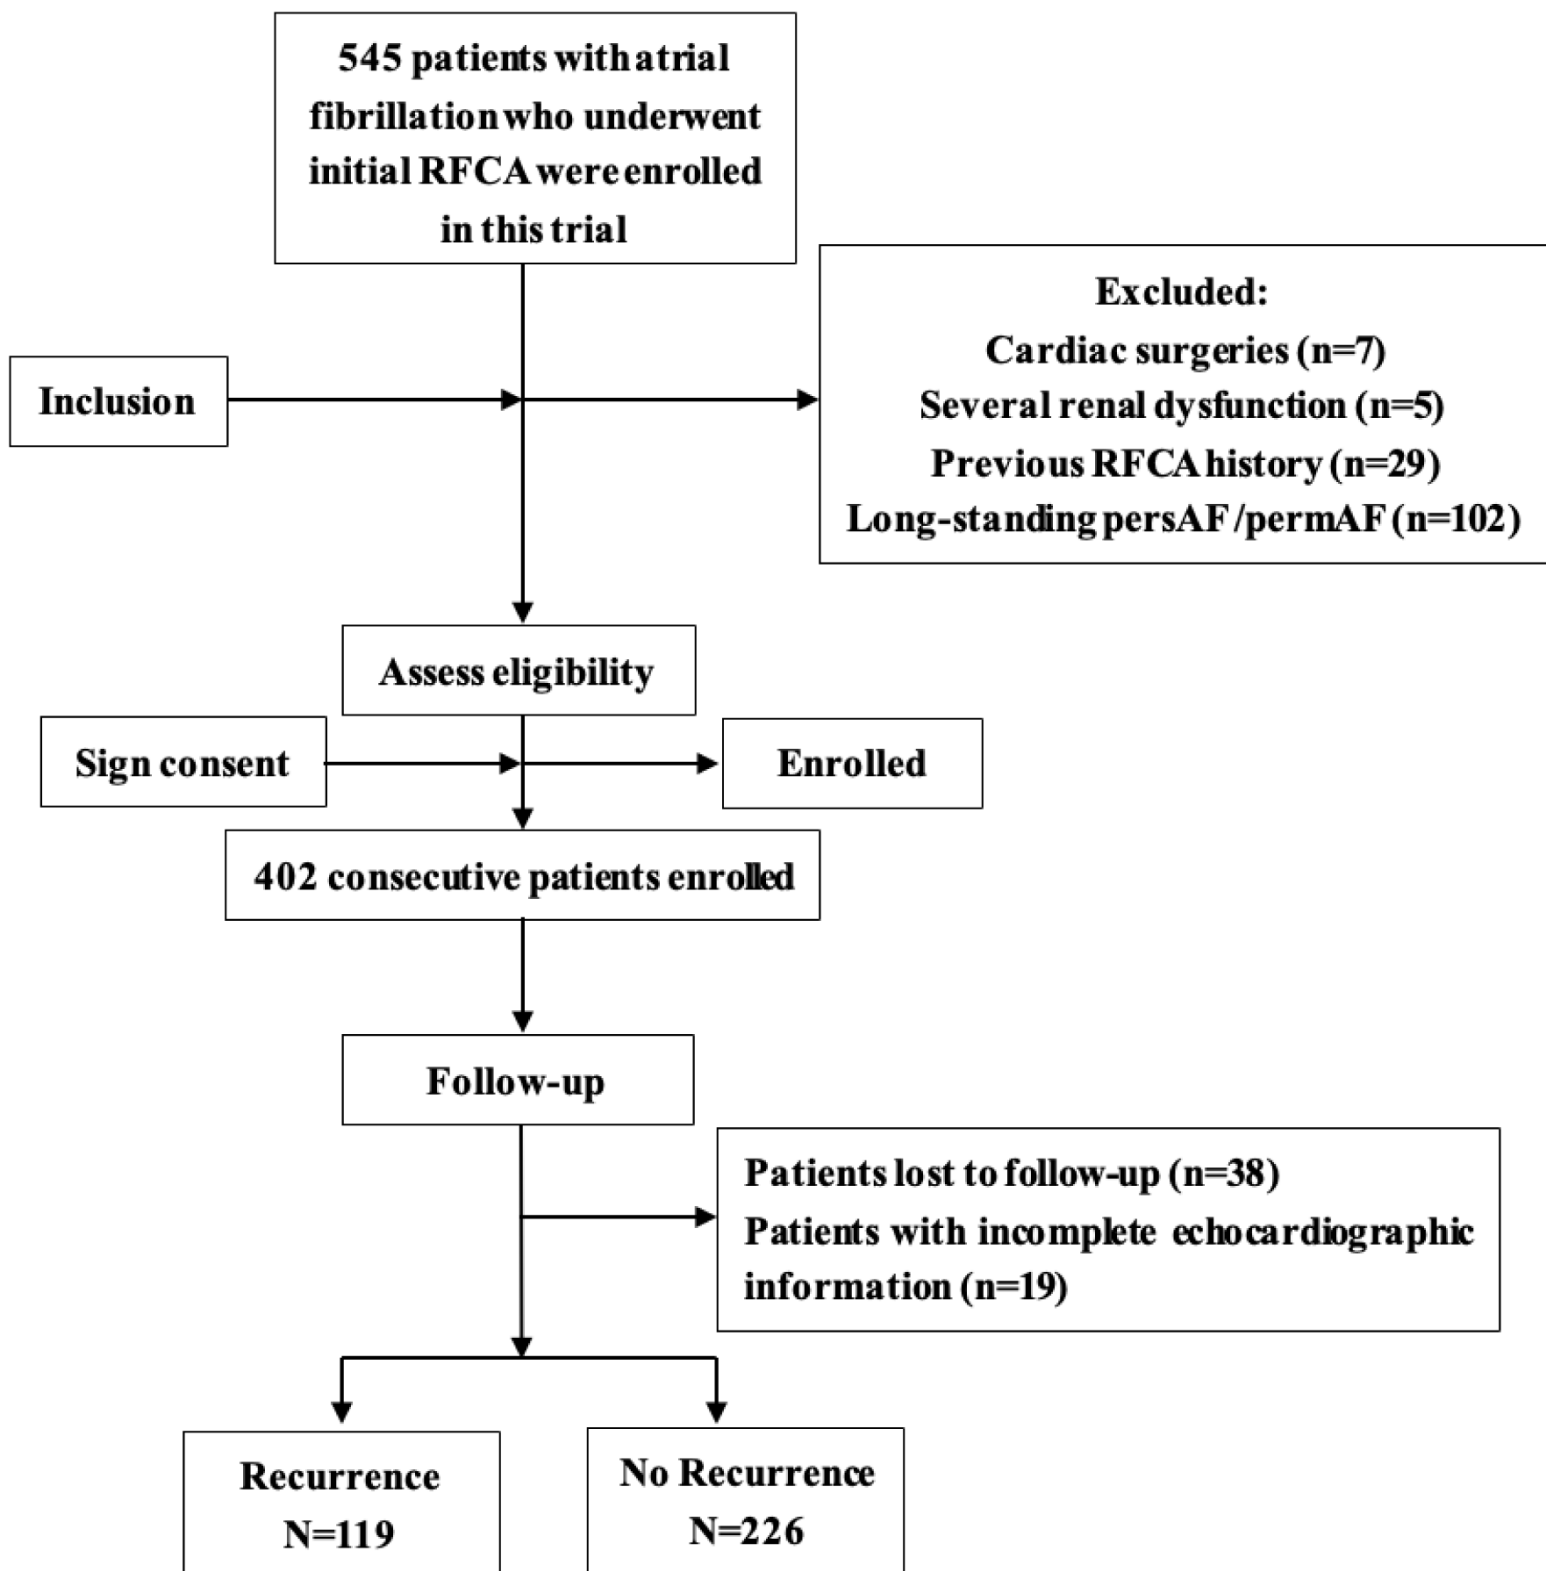 545 patients with atrial
fibrillation who underwent
initial RFCA were enrolled
in this trial
Excluded:
Cardiac surgeries (n=7)
Several renal dysfunction (n=5)
Previous RFCA history (n=29)
Long-standing persAF/permAF (n=102)
Inclusion
Assess eligibility
Sign consent
Enrolled
402 consecutive patients enrolled
Follow-up
Patients lost to follow-up (n=38)
Patients with incomplete echocardiographic
information (n=19)
Recurrence
N=119
No Recurrence
N=226